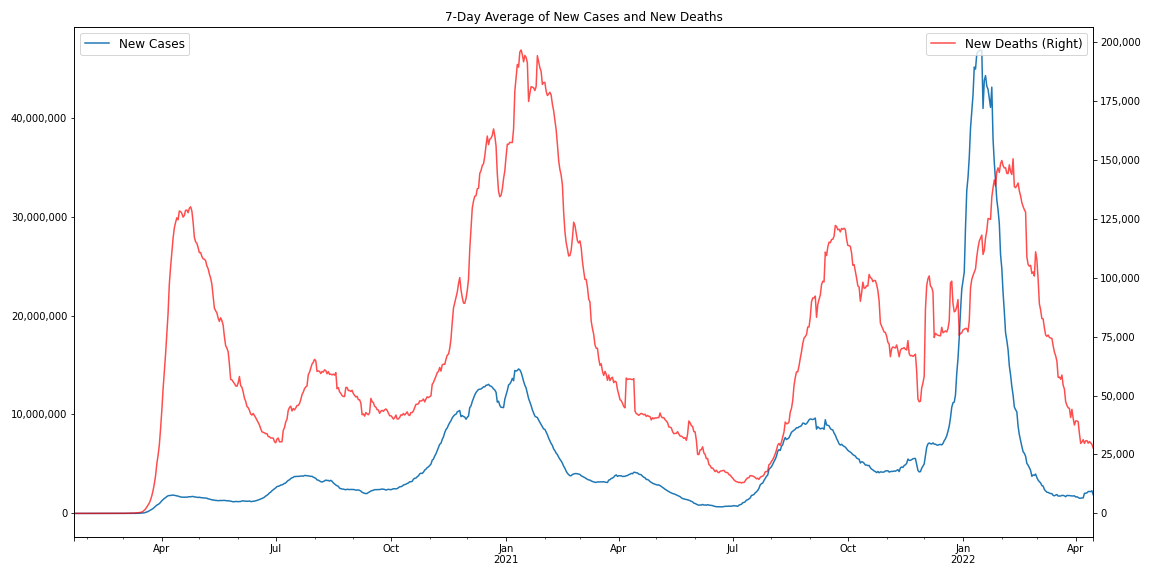 7-Day Average of New Cases and New Deaths
New Cases
New Deaths (Right)
40,000,000
30,000,000
20,000,000
10,000,000
0
200,000
175,000
150,000
125,000
100,000
75,000
50,000
25,000
0
Apr
Jul
Oct
Jan
2021
Apr
Jul
Oct
Jan
2022
Apr